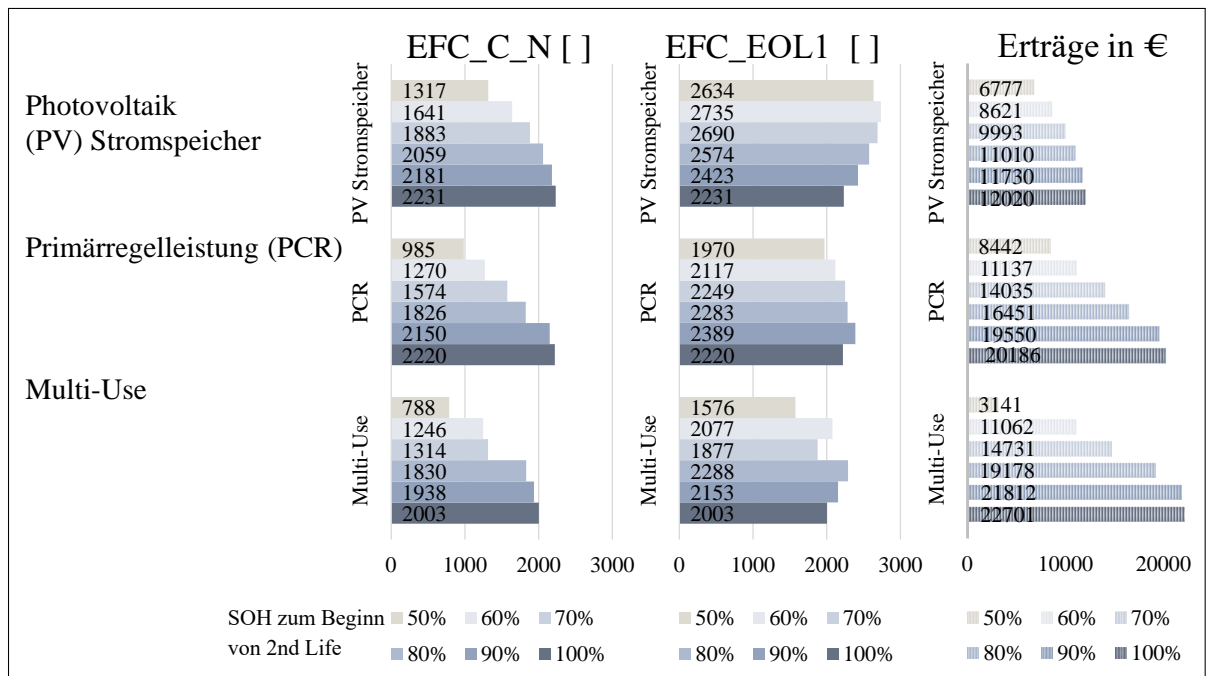 EFC_C_N [ ]
EFC_EOL1 [ ]
Erträge in €
Photovoltaik
(PV) Stromspeicher
PV Stromspeicher
1317
1641
1883
2059
2181
2231
PV Stromspeicher
2634
2735
2690
2574
2423
2231
PV Stromspeicher
6777
8621
9993
11010
11730
12020
Primärregelleistung (PCR)
PCR
985
1270
1574
1826
2150
2220
PCR
1970
2117
2249
2283
2389
2220
PCR
8442
11137
14035
16451
19550
20186
Multi-Use
Multi-Use
788
1246
1314
1830
1938
2003
Multi-Use
1576
2077
1877
2288
2153
2003
Multi-Use
3141
11062
14731
19178
21812
22701
0 1000 2000 3000
0 1000 2000 3000
0 10000 20000
SOH zum Beginn
von 2nd Life
50% 60% 70%
80% 90% 100%
50% 60% 70%
80% 90% 100%
50% 60% 70%
80% 90% 100%